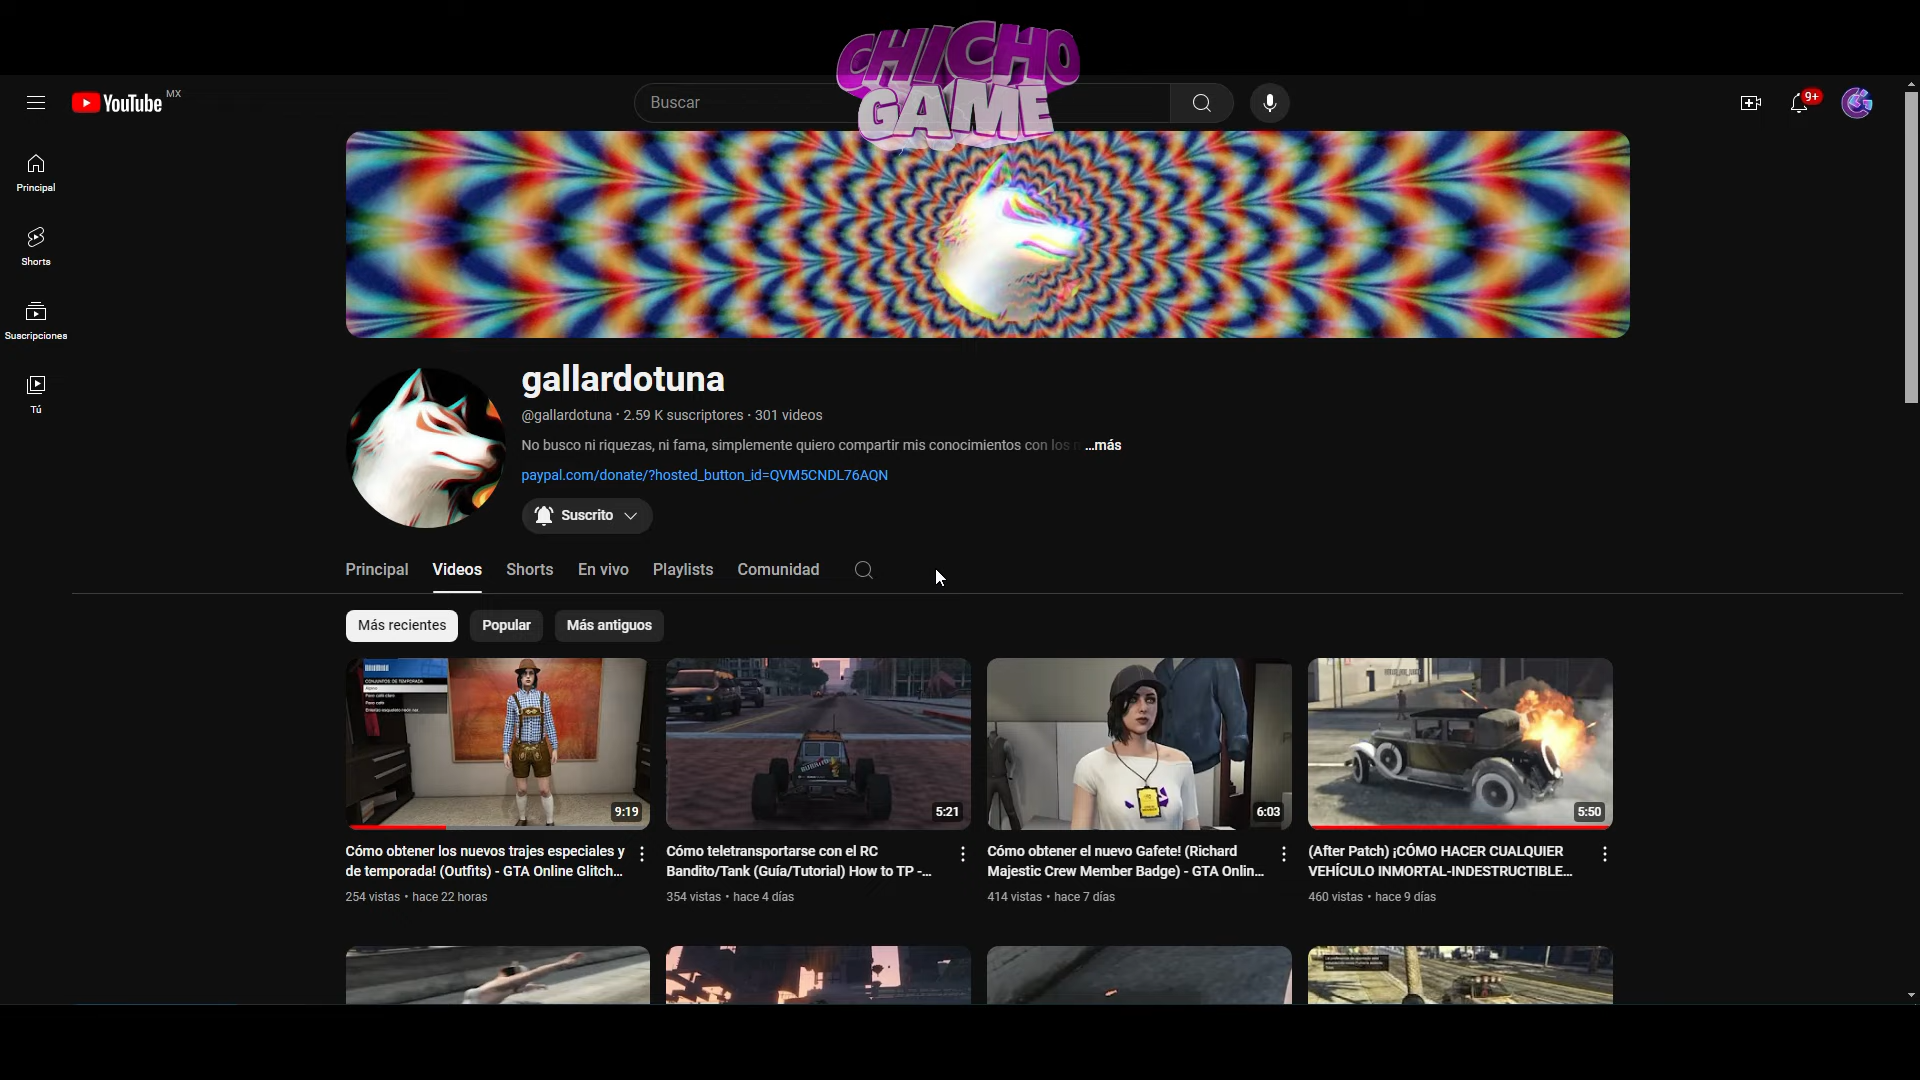 CHICHO
GAME
YouTube MX
Buscar
9+
Principal
Shorts
Suscripciones
Tú
gallardotuna
@gallardotuna · 2.59 K suscriptores · 301 videos
No busco ni riquezas, ni fama, simplemente quiero compartir mis conocimientos con los ...más
paypal.com/donate/?hosted_button_id=QVM5CNDL76AQN
Suscrito
Principal Videos Shorts En vivo Playlists Comunidad
Más recientes Popular Más antiguos
CONJUNTOS DE TEMPORADA
9:19
5:21
6:03
5:50
Cómo obtener los nuevos trajes especiales y
de temporada! (Outfits) - GTA Online Glitch...
254 vistas · hace 22 horas
Cómo teletransportarse con el RC
Bandito/Tank (Guía/Tutorial) How to TP -...
354 vistas · hace 4 días
Cómo obtener el nuevo Gafete! (Richard
Majestic Crew Member Badge) - GTA Onlin...
414 vistas · hace 7 días
(After Patch) ¡CÓMO HACER CUALQUIER
VEHÍCULO INMORTAL-INDESTRUCTIBLE...
460 vistas · hace 9 días